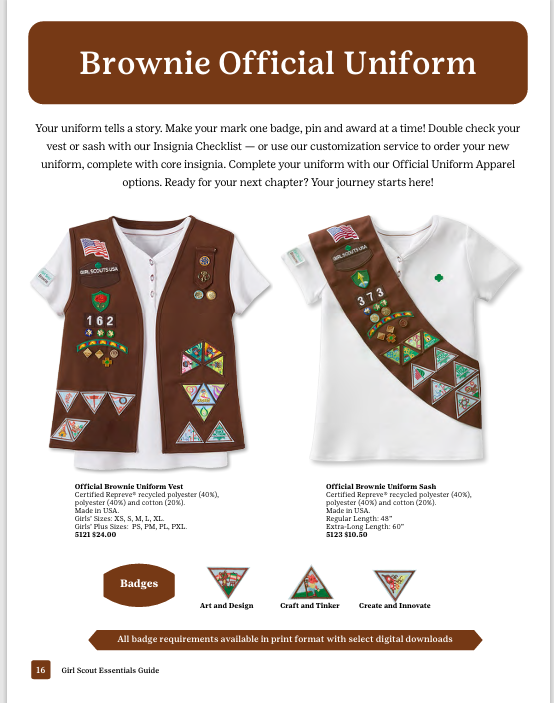 Brownie Official Uniform
Your uniform tells a story. Make your mark one badge, pin and award at a time! Double check your
vest or sash with our Insignia Checklist — or use our customization service to order your new
uniform, complete with core insignia. Complete your uniform with our Official Uniform Apparel
options. Ready for your next chapter? Your journey starts here!
GIRL SCOUTS USA
162
GIRL SCOUTS USA
373
Official Brownie Uniform Vest
Certified Repreve® recycled polyester (40%),
polyester (40%) and cotton (20%).
Made in USA.
Girls' Sizes: XS, S, M, L, XL.
Girls' Plus Sizes: PS, PM, PL, PXL.
5121 $24.00
Official Brownie Uniform Sash
Certified Repreve® recycled polyester (40%),
polyester (40%) and cotton (20%).
Made in USA.
Regular Length: 48"
Extra-Long Length: 60"
5123 $10.50
Badges
Art and Design
Craft and Tinker
Create and Innovate
All badge requirements available in print format with select digital downloads
16
Girl Scout Essentials Guide